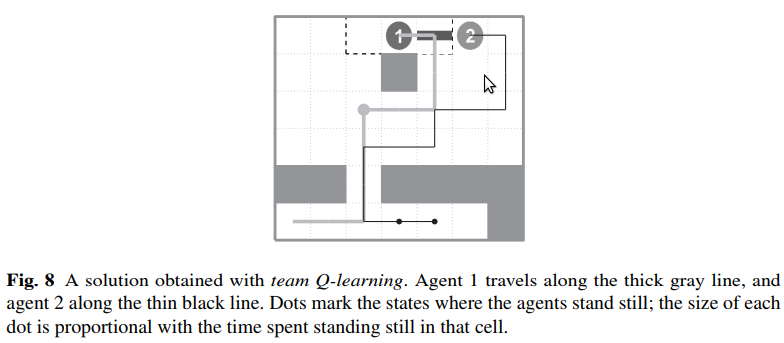 1 2
Fig. 8 A solution obtained with team Q-learning. Agent 1 travels along the thick gray line, and
agent 2 along the thin black line. Dots mark the states where the agents stand still; the size of each
dot is proportional with the time spent standing still in that cell.